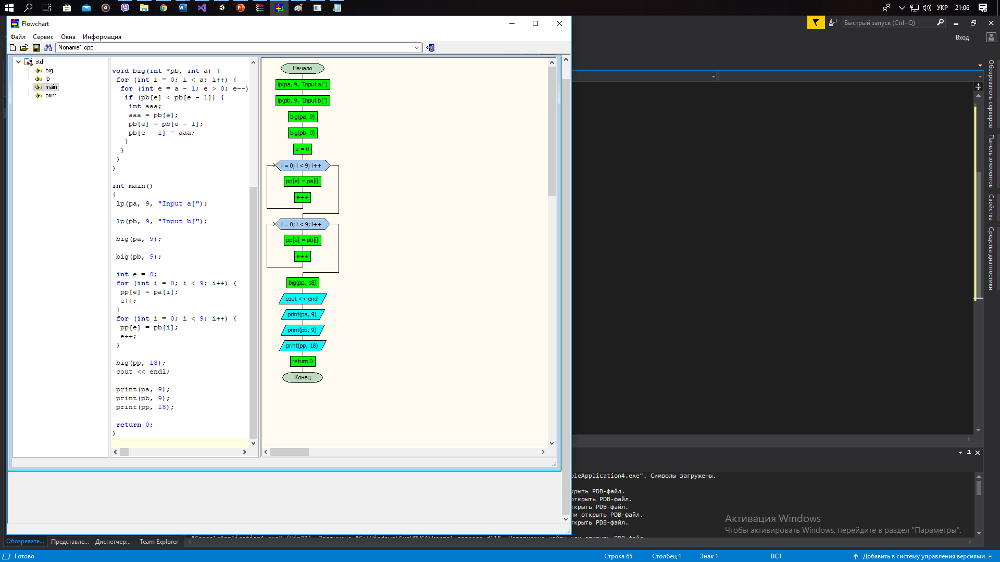 УКР 21:06
Flowchart
Файл Сервис Окна Информация
Noname1.cpp
std
big
lp
main
print
void big(int *pb, int a) {
for (int i = 0; i < a; i++) {
for (int e = a - 1; e > 0; e--)
if (pb[e] < pb[e - 1]) {
int aaa;
aaa = pb[e];
pb[e] = pb[e - 1];
pb[e - 1] = aaa;
}
}
}
}
int main()
{
lp(pa, 9, "Input a[");
lp(pb, 9, "Input b[");
big(pa, 9);
big(pb, 9);
int e = 0;
for (int i = 0; i < 9; i++) {
pp[e] = pa[i];
e++;
}
for (int i = 0; i < 9; i++) {
pp[e] = pb[i];
e++;
}
big(pp, 18);
cout << endl;
print(pa, 9);
print(pb, 9);
print(pp, 18);
return 0;
}
Начало
lp(pa, 9, "Input a[")
lp(pb, 9, "Input b[")
big(pa, 9)
big(pb, 9)
e = 0
i = 0; i < 9; i++
pp[e] = pa[i]
e++
i = 0; i < 9; i++
pp[e] = pb[i]
e++
big(pp, 18)
cout << endl
print(pa, 9)
print(pb, 9)
print(pp, 18)
return 0
Конец
Быстрый запуск (Ctrl+Q)
Вход
Обозреватель серверов
Панель элементов
Свойства
Средства диагностики
oleApplication4.exe". Символы загружены.
крыть PDB-файл.
открыть PDB-файл.
ткрыть PDB-файл.
ли открыть PDB-файл.
ткрыть PDB-файл.
Активация Windows
Чтобы активировать Windows, перейдите в раздел "Параметры".
Обозревате... Представле... Диспетчер... Team Explorer
Готово
Строка 65 Столбец 1 Знак 1 ВСТ
Добавить в систему управления версиями